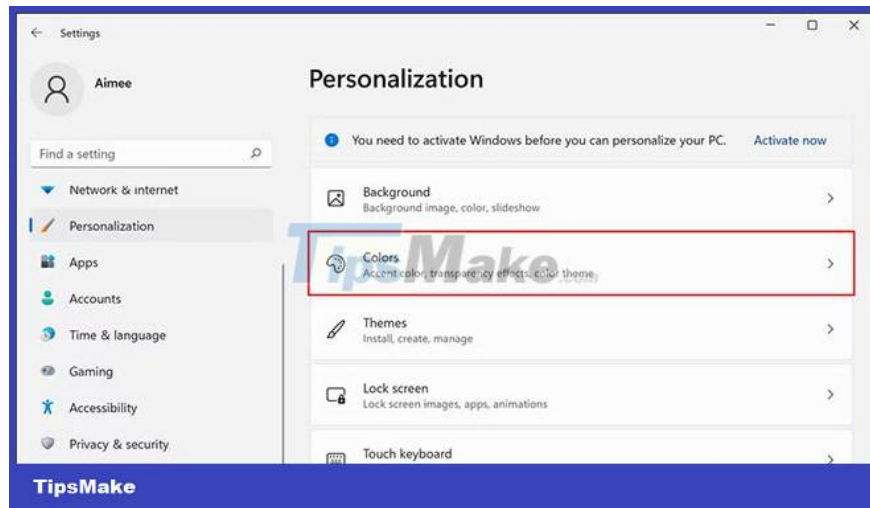 Settings
Aimee
Find a setting
Network & internet
Personalization
Apps
Accounts
Time & language
Gaming
Accessibility
Privacy & security
Personalization
You need to activate Windows before you can personalize your PC. Activate now
Background
Background image, color, slideshow
Colors
Accent color, transparency effects, color theme
Themes
Install, create, manage
Lock screen
Lock screen images, apps, animations
Touch keyboard
TipsMake.com
TipsMake